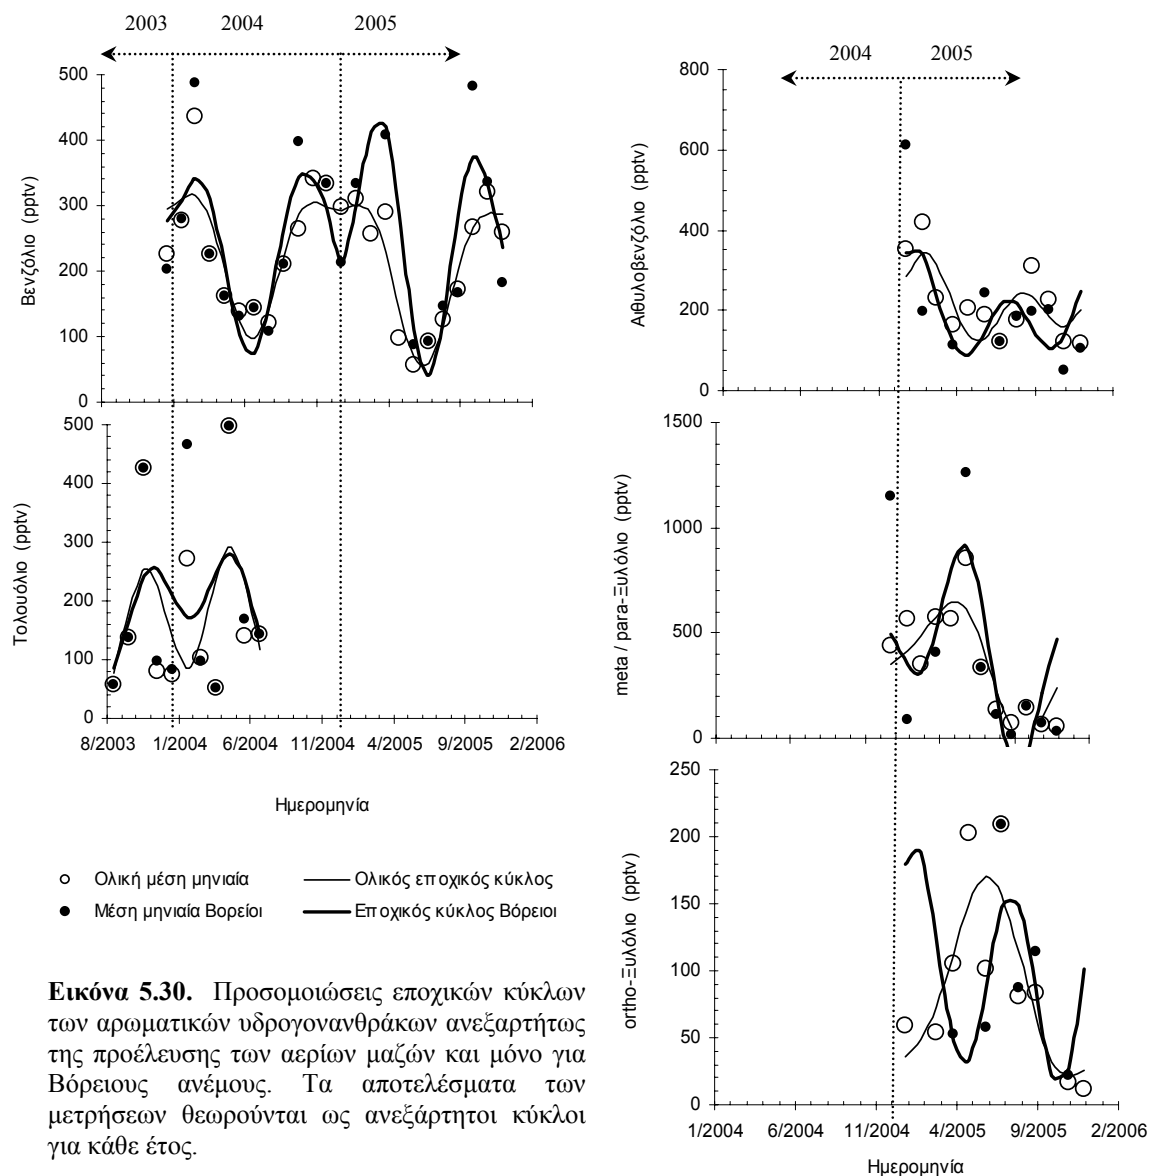 2003 2004 2005
500
400
300
200
100
0
Βενζόλιο (pptv)
500
400
300
200
100
0
Τολουόλιο (pptv)
8/2003 1/2004 6/2004 11/2004 4/2005 9/2005 2/2006
Ημερομηνία
Ολική μέση μηνιαία
Ολικός εποχικός κύκλος
Μέση μηνιαία Βορείοι
Εποχικός κύκλος Βόρειοι
Εικόνα 5.30. Προσομοιώσεις εποχικών κύκλων
των αρωματικών υδρογονανθράκων ανεξαρτήτως
της προέλευσης των αερίων μαζών και μόνο για
Βόρειους ανέμους. Τα αποτελέσματα των
μετρήσεων θεωρούνται ως ανεξάρτητοι κύκλοι
για κάθε έτος.
2004 2005
800
600
400
200
0
Αιθυλοβενζόλιο (pptv)
1500
1000
500
0
meta / para-Ξυλόλιο (pptv)
250
200
150
100
50
0
ortho-Ξυλόλιο (pptv)
1/2004 6/2004 11/2004 4/2005 9/2005 2/2006
Ημερομηνία